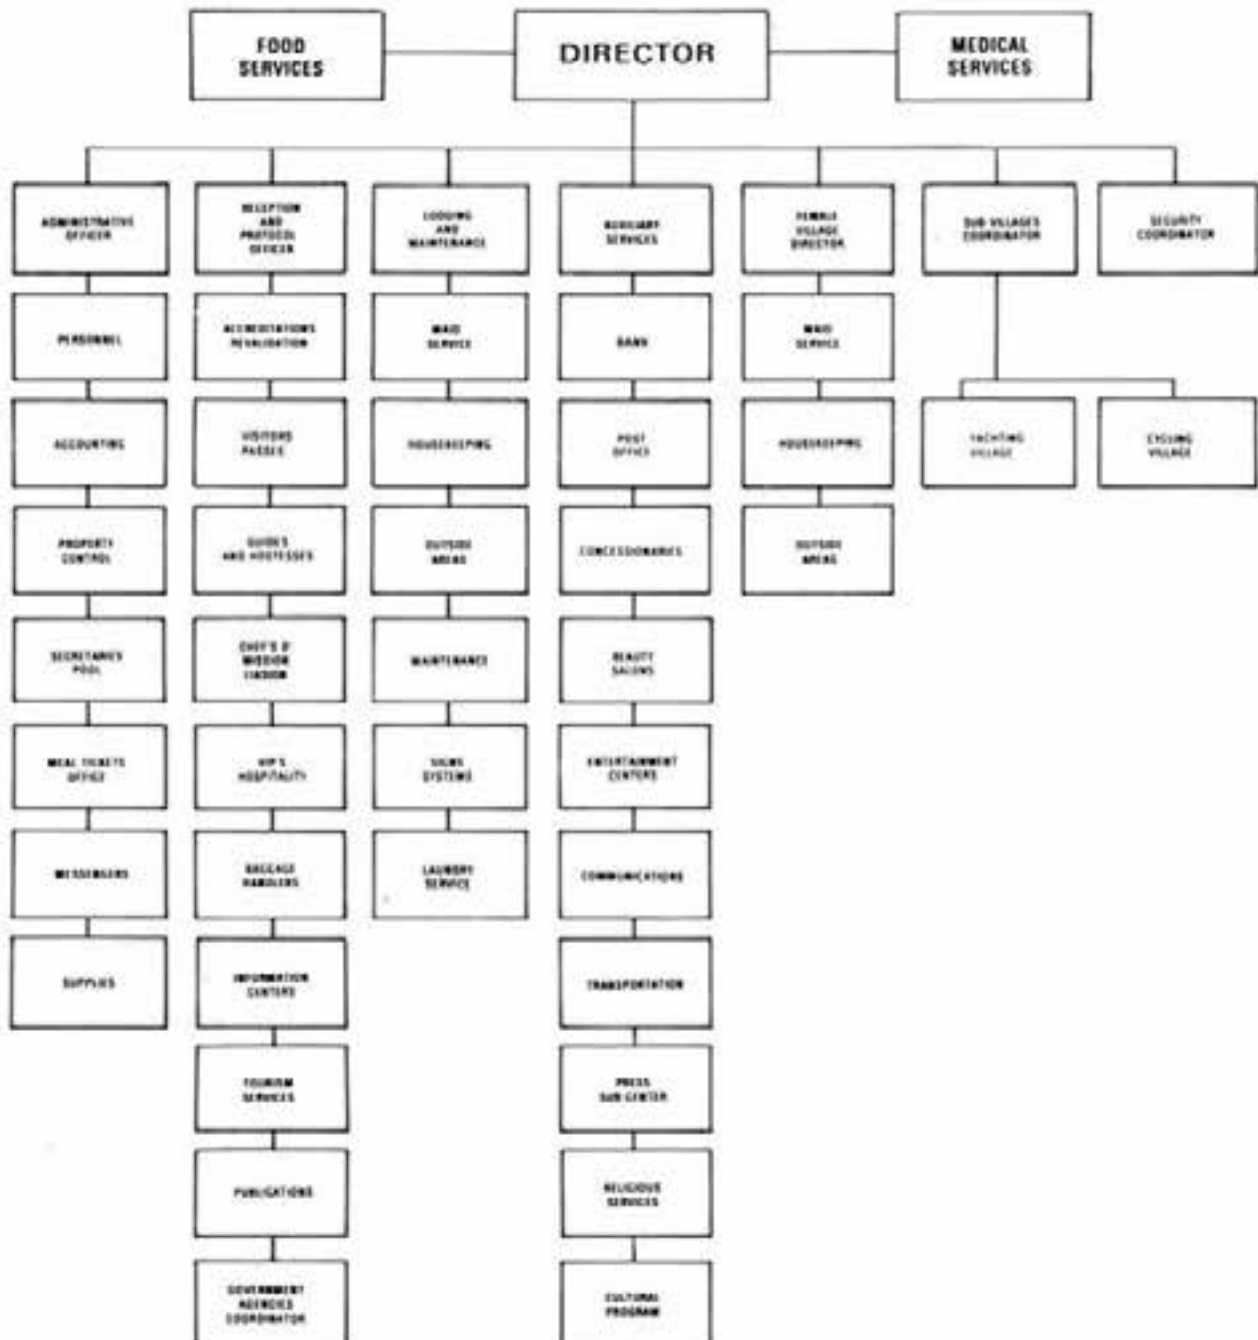 FOOD
SERVICES
DIRECTOR
MEDICAL
SERVICES
ADMINISTRATIVE
OFFICER
RECEPTION
AND
PROTOCOL
OFFICER
LODGING
AND
MAINTENANCE
AUXILIARY
SERVICES
FEMALE
VILLAGE
DIRECTOR
SUB VILLAGES
COORDINATOR
SECURITY
COORDINATOR
PERSONNEL
ACCREDITATIONS
REVALIDATION
MAID
SERVICE
BANK
MAID
SERVICE
ACCOUNTING
VISITORS
PASSES
HOUSEKEEPING
POST
OFFICE
HOUSEKEEPING
YACHTING
VILLAGE
CYCLING
VILLAGE
PROPERTY
CONTROL
GUIDES
AND HOSTESSES
OUTSIDE
AREAS
CONCESSIONARIES
OUTSIDE
AREAS
SECRETARIES
POOL
CHEF'S D'
MISSION
LIAISON
MAINTENANCE
BEAUTY
SALONS
MEAL TICKETS
OFFICE
VIP'S
HOSPITALITY
SIGNS
SYSTEMS
ENTERTAINMENT
CENTERS
MESSENGERS
BAGGAGE
HANDLERS
LAUNDRY
SERVICE
COMMUNICATIONS
SUPPLIES
INFORMATION
CENTERS
TRANSPORTATION
TOURISM
SERVICES
PRESS
SUB CENTER
PUBLICATIONS
RELIGIOUS
SERVICES
GOVERNMENT
AGENCIES
COORDINATOR
CULTURAL
PROGRAM